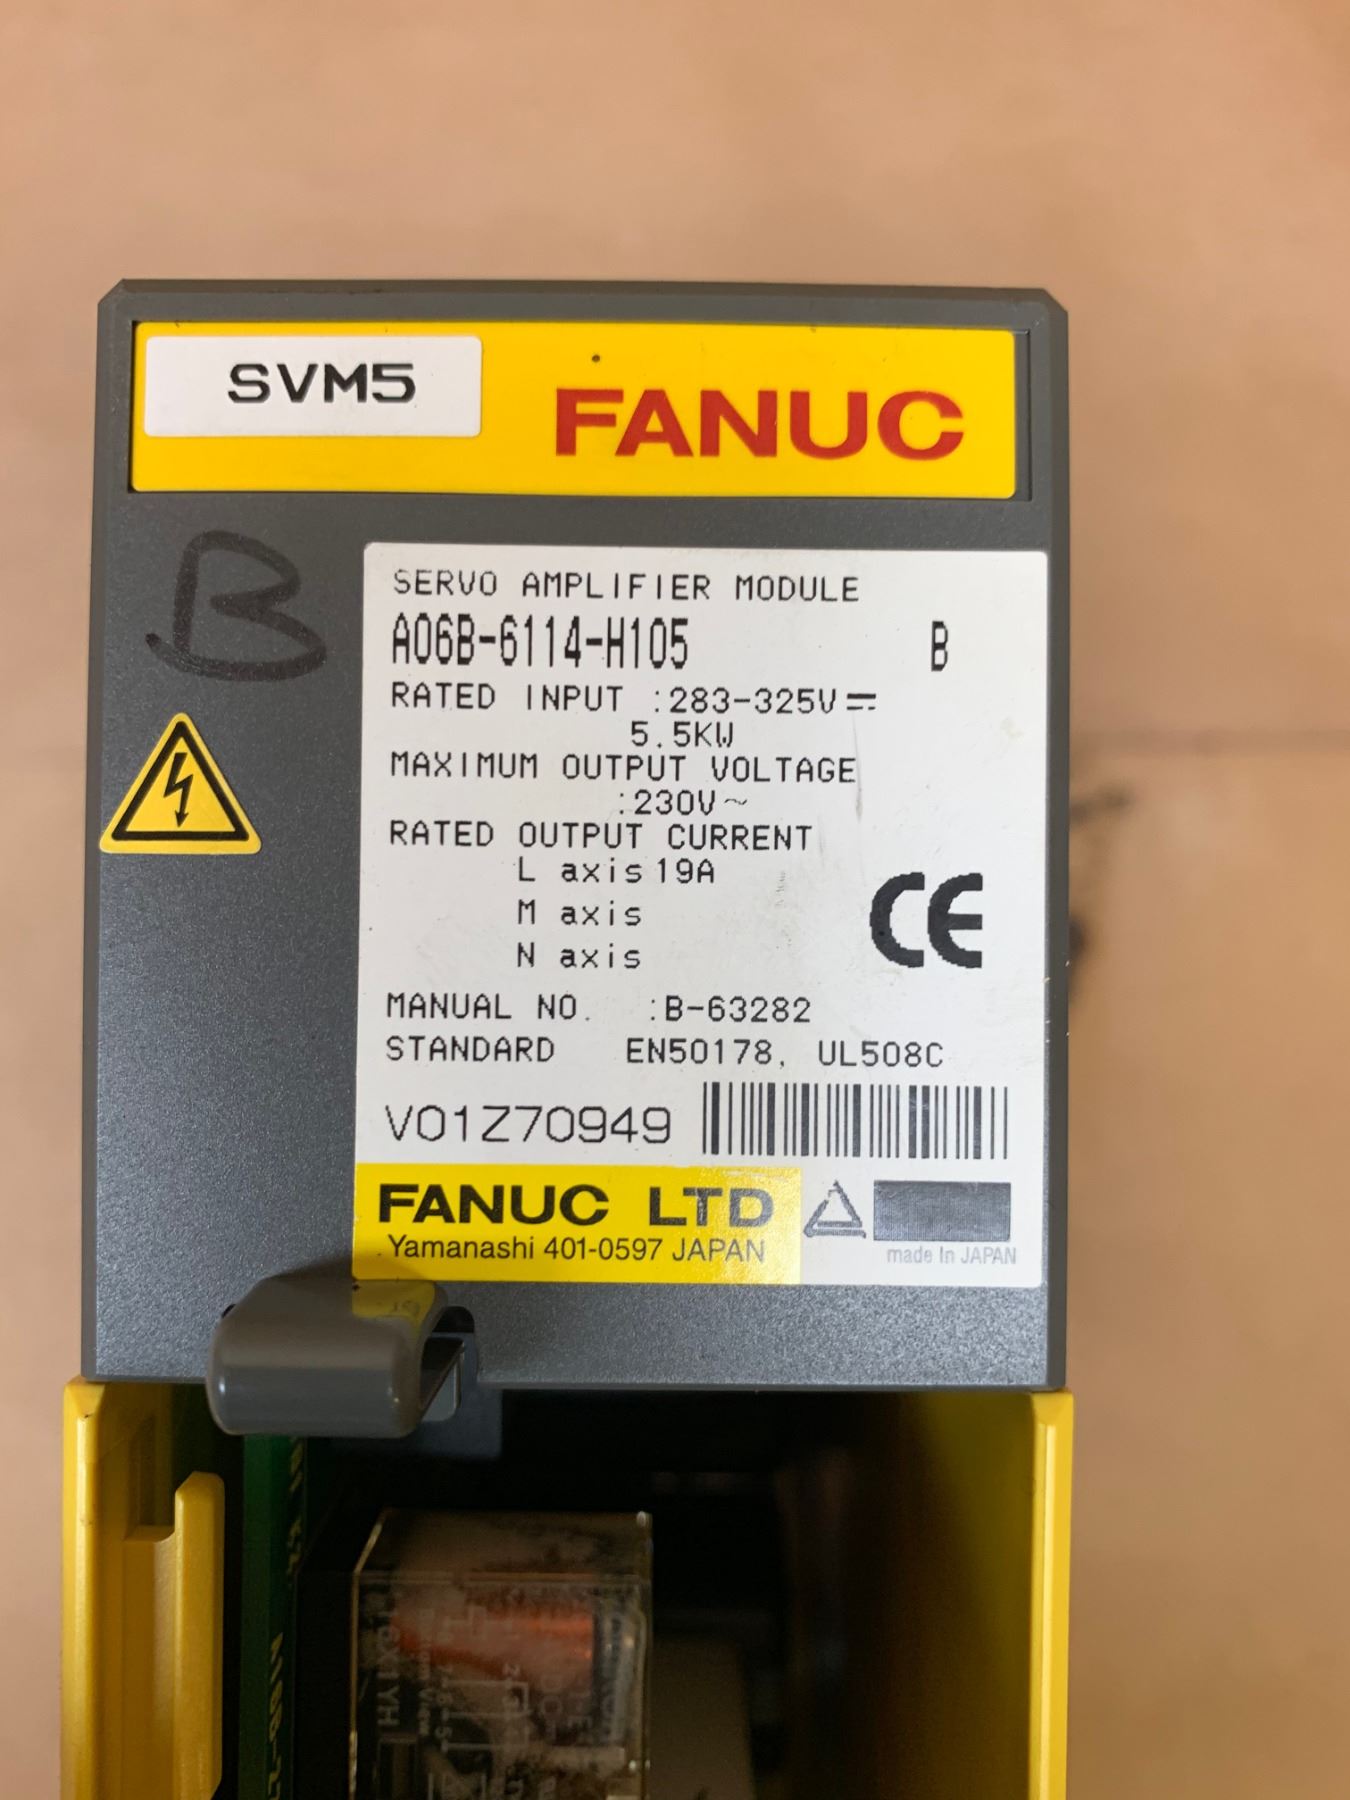 SVM5
FANUC
B
SERVO AMPLIFIER MODULE
A06B-6114-H105 B
RATED INPUT :283-325V⎓
5.5KW
MAXIMUM OUTPUT VOLTAGE
:230V~
RATED OUTPUT CURRENT
L axis 19A
M axis
N axis
CE
MANUAL NO. :B-63282
STANDARD EN50178, UL508C
V01Z70949
FANUC LTD
Yamanashi 401-0597 JAPAN
made In JAPAN